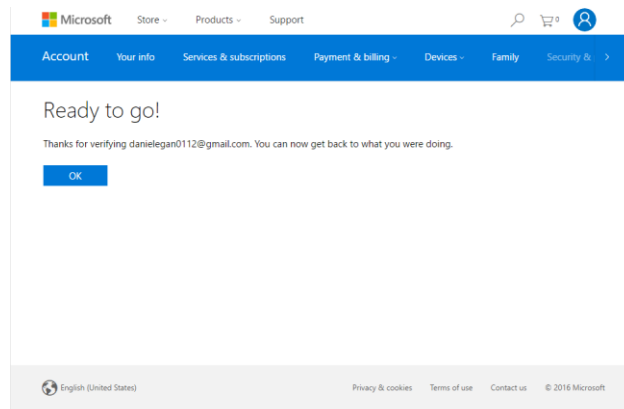 Microsoft Store Products Support 0
Account Your info Services & subscriptions Payment & billing Devices Family Security &
Ready to go!
Thanks for verifying danielegan0112@gmail.com. You can now get back to what you were doing.
OK
English (United States) Privacy & cookies Terms of use Contact us © 2016 Microsoft